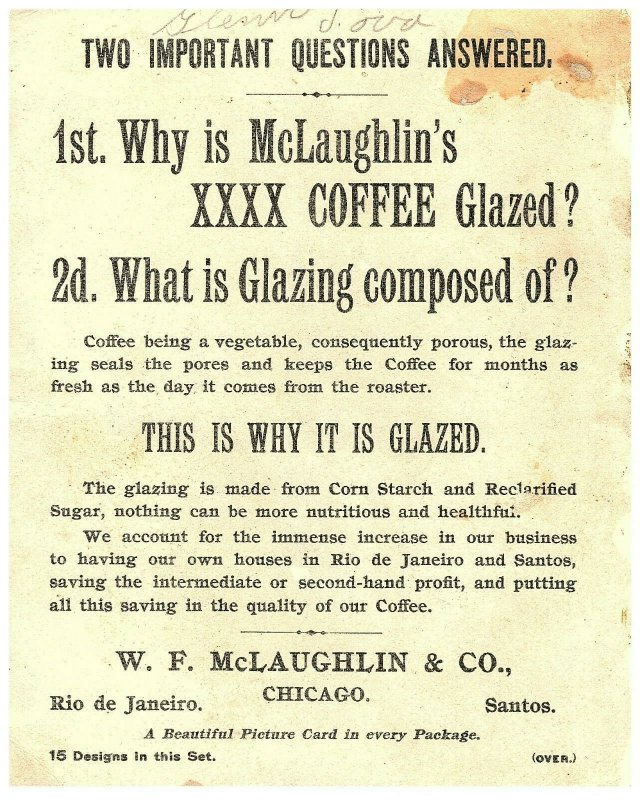 Glenn
TWO IMPORTANT QUESTIONS ANSWERED.
1st. Why is McLaughlin's
XXXX COFFEE Glazed?
2d. What is Glazing composed of?
Coffee being a vegetable, consequently porous, the glaz-
ing seals the pores and keeps the Coffee for months as
fresh as the day it comes from the roaster.
THIS IS WHY IT IS GLAZED.
The glazing is made from Corn Starch and Reclarified
Sugar, nothing can be more nutritious and healthful.
We account for the immense increase in our business
to having our own houses in Rio de Janeiro and Santos,
saving the intermediate or second-hand profit, and putting
all this saving in the quality of our Coffee.
W. F. McLAUGHLIN & CO.,
CHICAGO.
Rio de Janeiro. Santos.
A Beautiful Picture Card in every Package.
15 Designs in this Set. (OVER.)